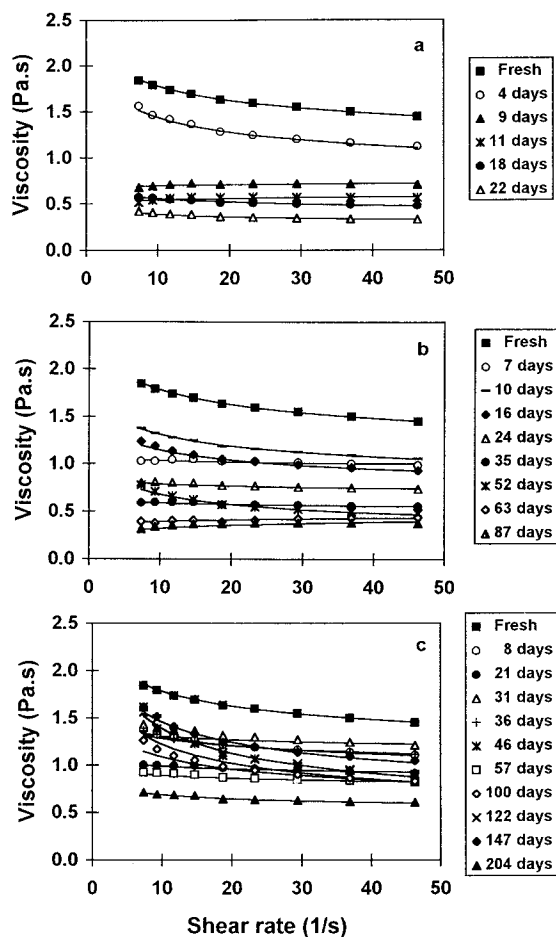 2.5
a
2.0
1.5
1.0
0.5
0.0
Viscosity (Pa.s)
0 10 20 30 40 50
Fresh
4 days
9 days
11 days
18 days
22 days
2.5
b
2.0
1.5
1.0
0.5
0.0
Viscosity (Pa.s)
0 10 20 30 40 50
Fresh
7 days
10 days
16 days
24 days
35 days
52 days
63 days
87 days
2.5
c
2.0
1.5
1.0
0.5
0.0
Viscosity (Pa.s)
0 10 20 30 40 50
Shear rate (1/s)
Fresh
8 days
21 days
31 days
36 days
46 days
57 days
100 days
122 days
147 days
204 days